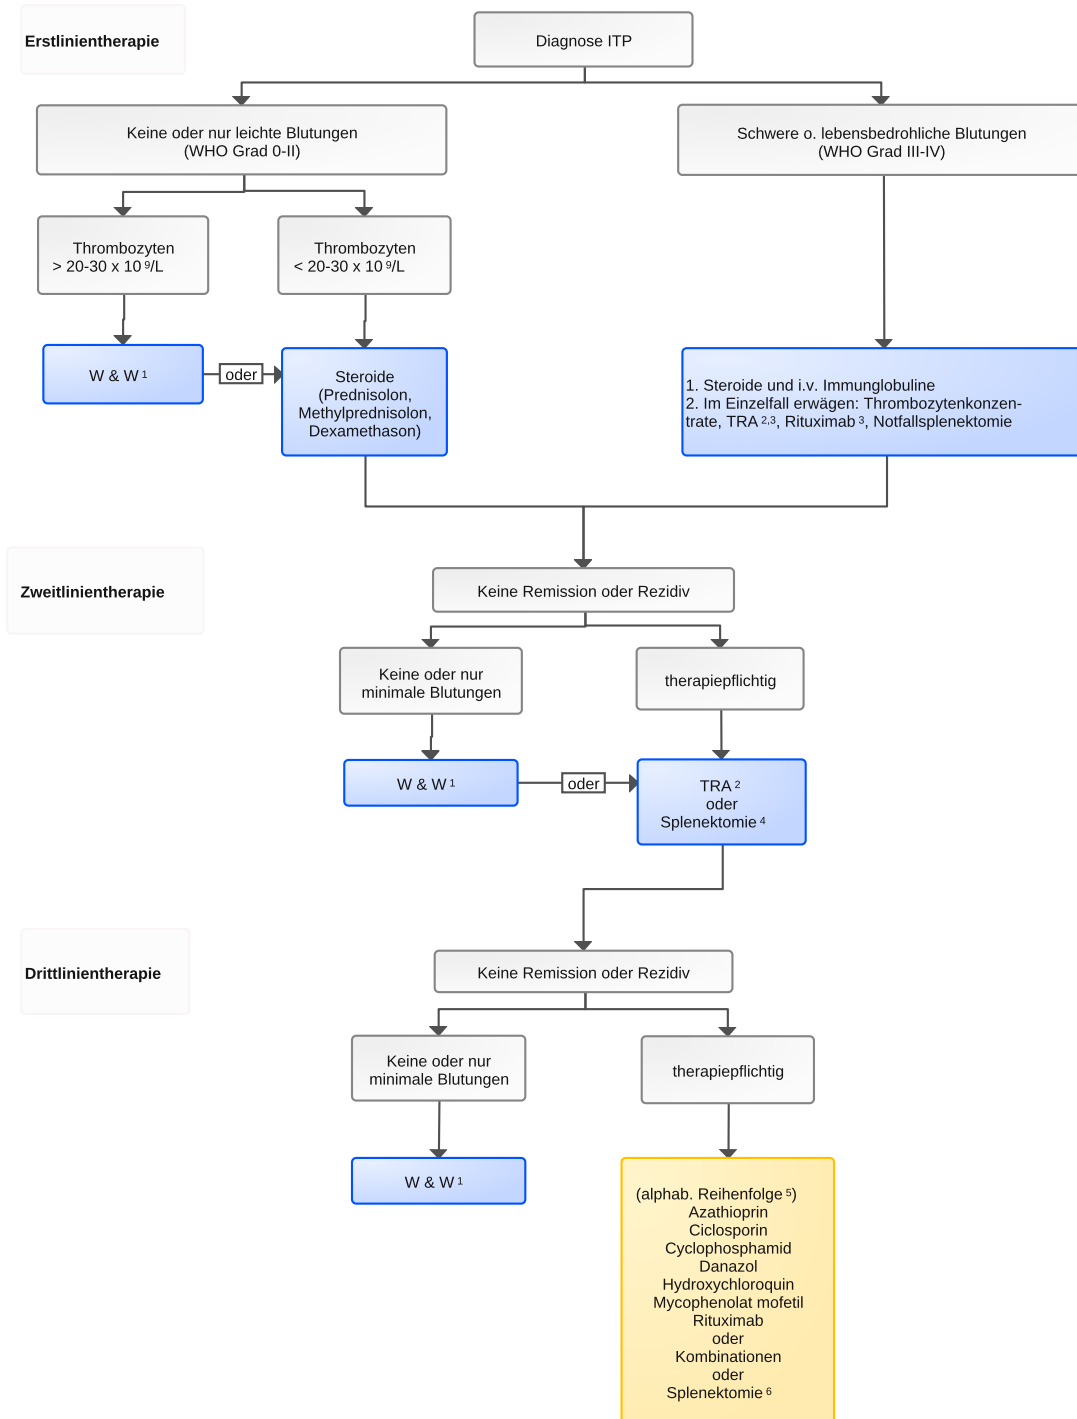 Erstlinientherapie
Diagnose ITP
Keine oder nur leichte Blutungen
(WHO Grad 0-II)
Schwere o. lebensbedrohliche Blutungen
(WHO Grad III-IV)
Thrombozyten
> 20-30 x 10⁹/L
Thrombozyten
< 20-30 x 10⁹/L
W & W ¹
oder
Steroide
(Prednisolon,
Methylprednisolon,
Dexamethason)
1. Steroide und i.v. Immunglobuline
2. Im Einzelfall erwägen: Thrombozytenkonzen-
trate, TRA ²,³, Rituximab ³, Notfallsplenektomie
Zweitlinientherapie
Keine Remission oder Rezidiv
Keine oder nur
minimale Blutungen
therapiepflichtig
W & W ¹
oder
TRA ²
oder
Splenektomie ⁴
Drittlinientherapie
Keine Remission oder Rezidiv
Keine oder nur
minimale Blutungen
therapiepflichtig
W & W ¹
(alphab. Reihenfolge ⁵)
Azathioprin
Ciclosporin
Cyclophosphamid
Danazol
Hydroxychloroquin
Mycophenolat mofetil
Rituximab
oder
Kombinationen
oder
Splenektomie ⁶